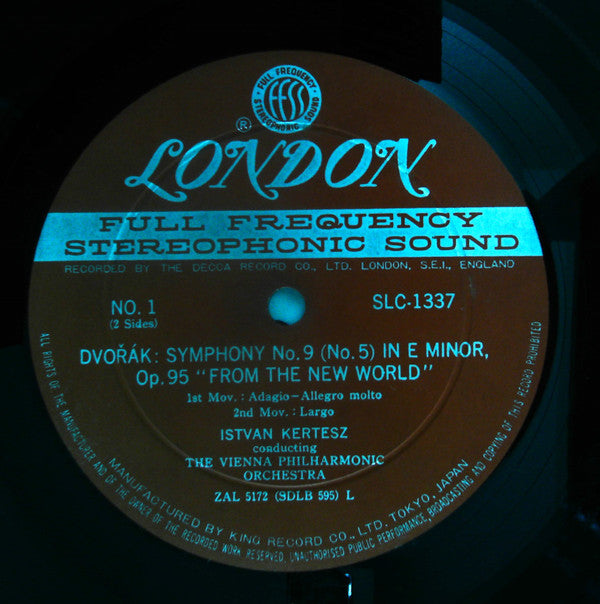 FULL FREQUENCY
FFSS
STEREOPHONIC SOUND
®
LONDON
FULL FREQUENCY
STEREOPHONIC SOUND
RECORDED BY THE DECCA RECORD CO., LTD. LONDON, S.E.I., ENGLAND
NO. 1
(2 Sides)
SLC-1337
DVOŘÁK: SYMPHONY No.9 (No.5) IN E MINOR,
Op.95 "FROM THE NEW WORLD"
1st Mov.: Adagio–Allegro molto
2nd Mov.: Largo
ISTVAN KERTESZ
conducting
THE VIENNA PHILHARMONIC
ORCHESTRA
ZAL 5172 (SDLB 595) L
MANUFACTURED BY KING RECORD CO., LTD. TOKYO, JAPAN
ALL RIGHTS OF THE MANUFACTURER AND OF THE OWNER OF THE RECORDED WORK RESERVED, UNAUTHORISED PUBLIC PERFORMANCE, BROADCASTING AND COPYING OF THIS RECORD PROHIBITED